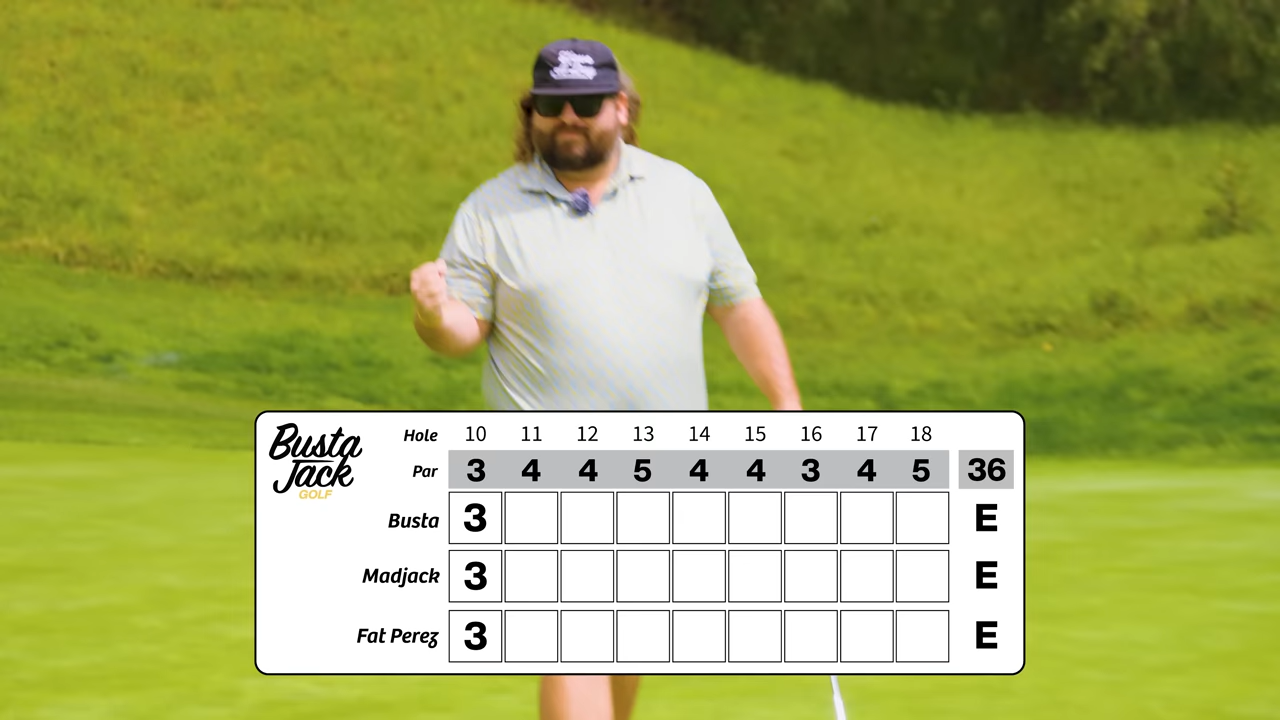 Busta
Jack
GOLF
Hole 10 11 12 13 14 15 16 17 18
Par 3 4 4 5 4 4 3 4 5 36
Busta 3 E
Madjack 3 E
Fat Perez 3 E